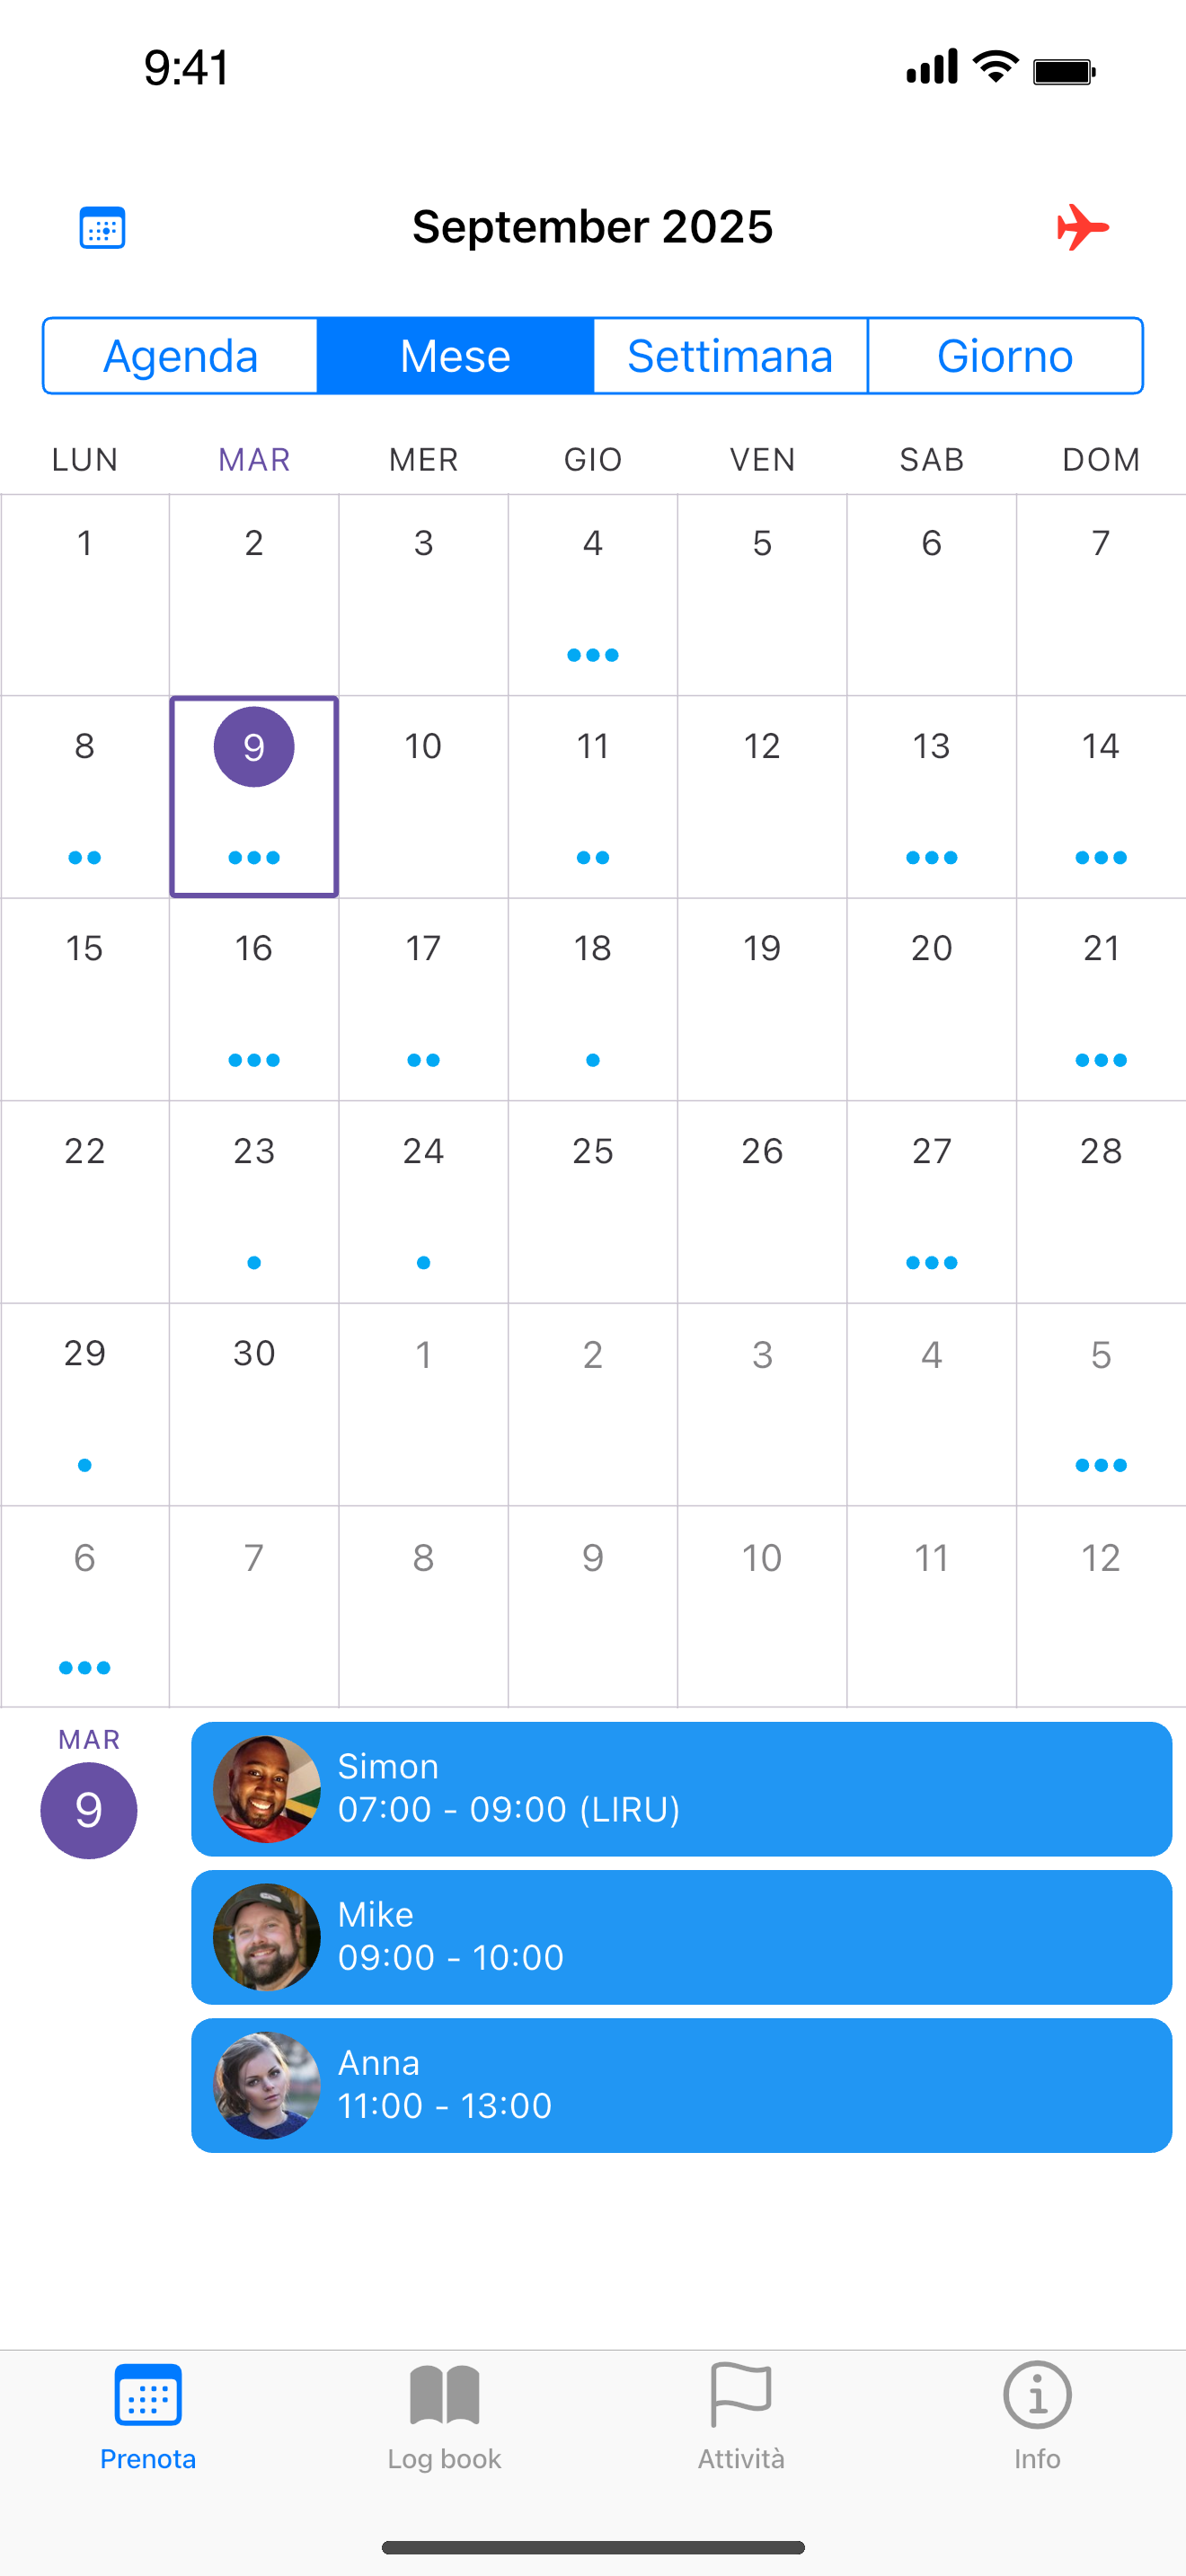 9:41
September 2025
Agenda Mese Settimana Giorno
LUN MAR MER GIO VEN SAB DOM
1 2 3 4 5 6 7
8 9 10 11 12 13 14
15 16 17 18 19 20 21
22 23 24 25 26 27 28
29 30 1 2 3 4 5
6 7 8 9 10 11 12
MAR
9
Simon
07:00 - 09:00 (LIRU)
Mike
09:00 - 10:00
Anna
11:00 - 13:00
Prenota Log book Attività Info